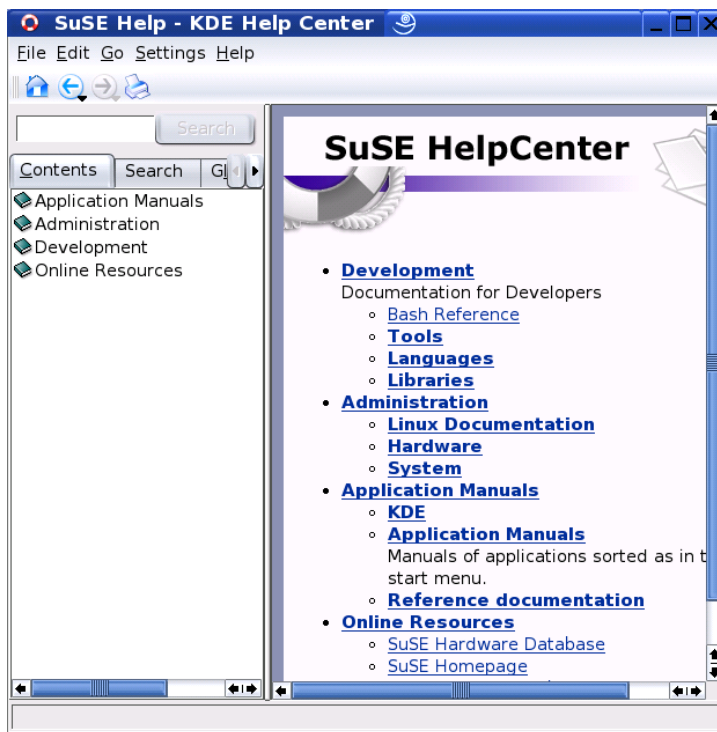 SuSE Help - KDE Help Center
File Edit Go Settings Help
Search
Contents Search Gl
Application Manuals
Administration
Development
Online Resources
SuSE HelpCenter
Development
Documentation for Developers
Bash Reference
Tools
Languages
Libraries
Administration
Linux Documentation
Hardware
System
Application Manuals
KDE
Application Manuals
Manuals of applications sorted as in t
start menu.
Reference documentation
Online Resources
SuSE Hardware Database
SuSE Homepage